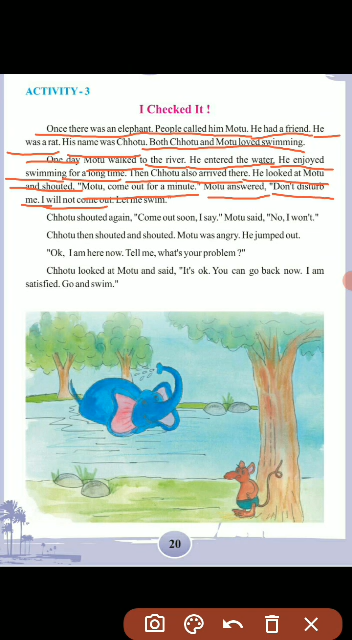 ACTIVITY - 3
I Checked It !
Once there was an elephant. People called him Motu. He had a friend. He
was a rat. His name was Chhotu. Both Chhotu and Motu loved swimming.
One day Motu walked to the river. He entered the water. He enjoyed
swimming for a long time. Then Chhotu also arrived there. He looked at Motu
and shouted, "Motu, come out for a minute." Motu answered, "Don't disturb
me. I will not come out. Let me swim.
Chhotu shouted again, "Come out soon, I say." Motu said, "No, I won't."
Chhotu then shouted and shouted. Motu was angry. He jumped out.
"Ok, I am here now. Tell me, what's your problem ?"
Chhotu looked at Motu and said, "It's ok. You can go back now. I am
satisfied. Go and swim."
20